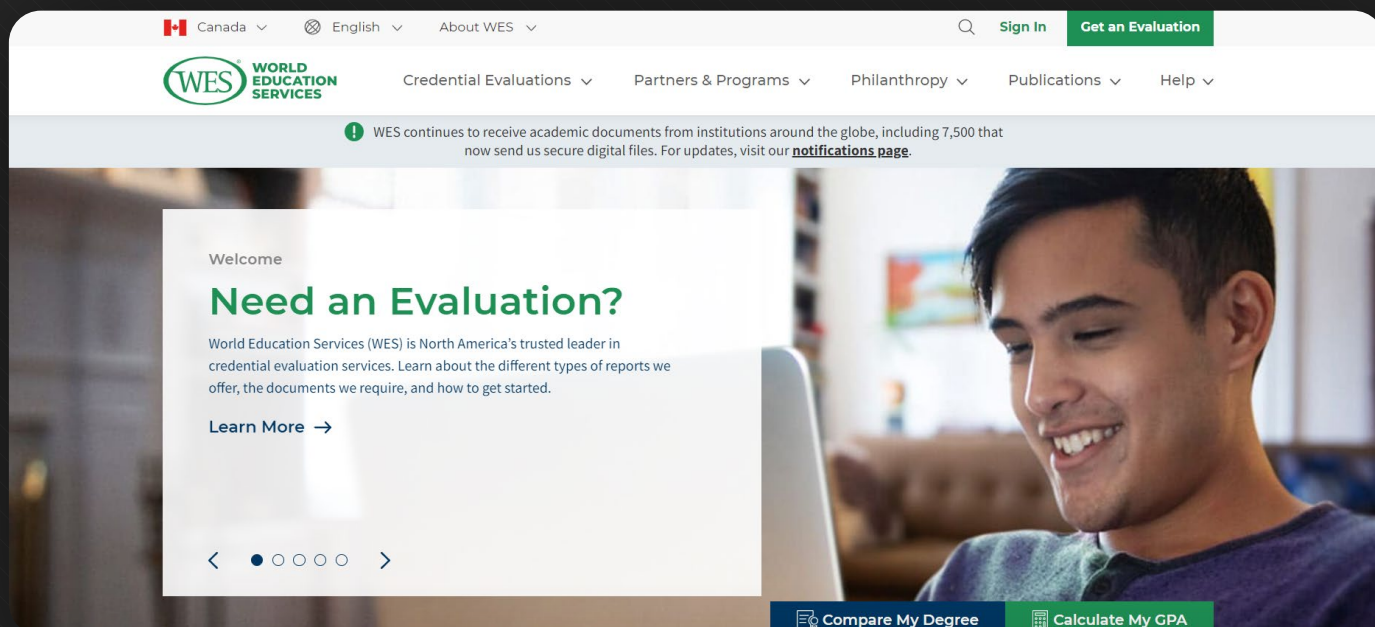 Canada
English
About WES
Sign In
Get an Evaluation
WES
WORLD
EDUCATION
SERVICES
Credential Evaluations
Partners & Programs
Philanthropy
Publications
Help
WES continues to receive academic documents from institutions around the globe, including 7,500 that
now send us secure digital files. For updates, visit our notifications page.
Welcome
Need an Evaluation?
World Education Services (WES) is North America's trusted leader in
credential evaluation services. Learn about the different types of reports we
offer, the documents we require, and how to get started.
Learn More →
Compare My Degree
Calculate My GPA